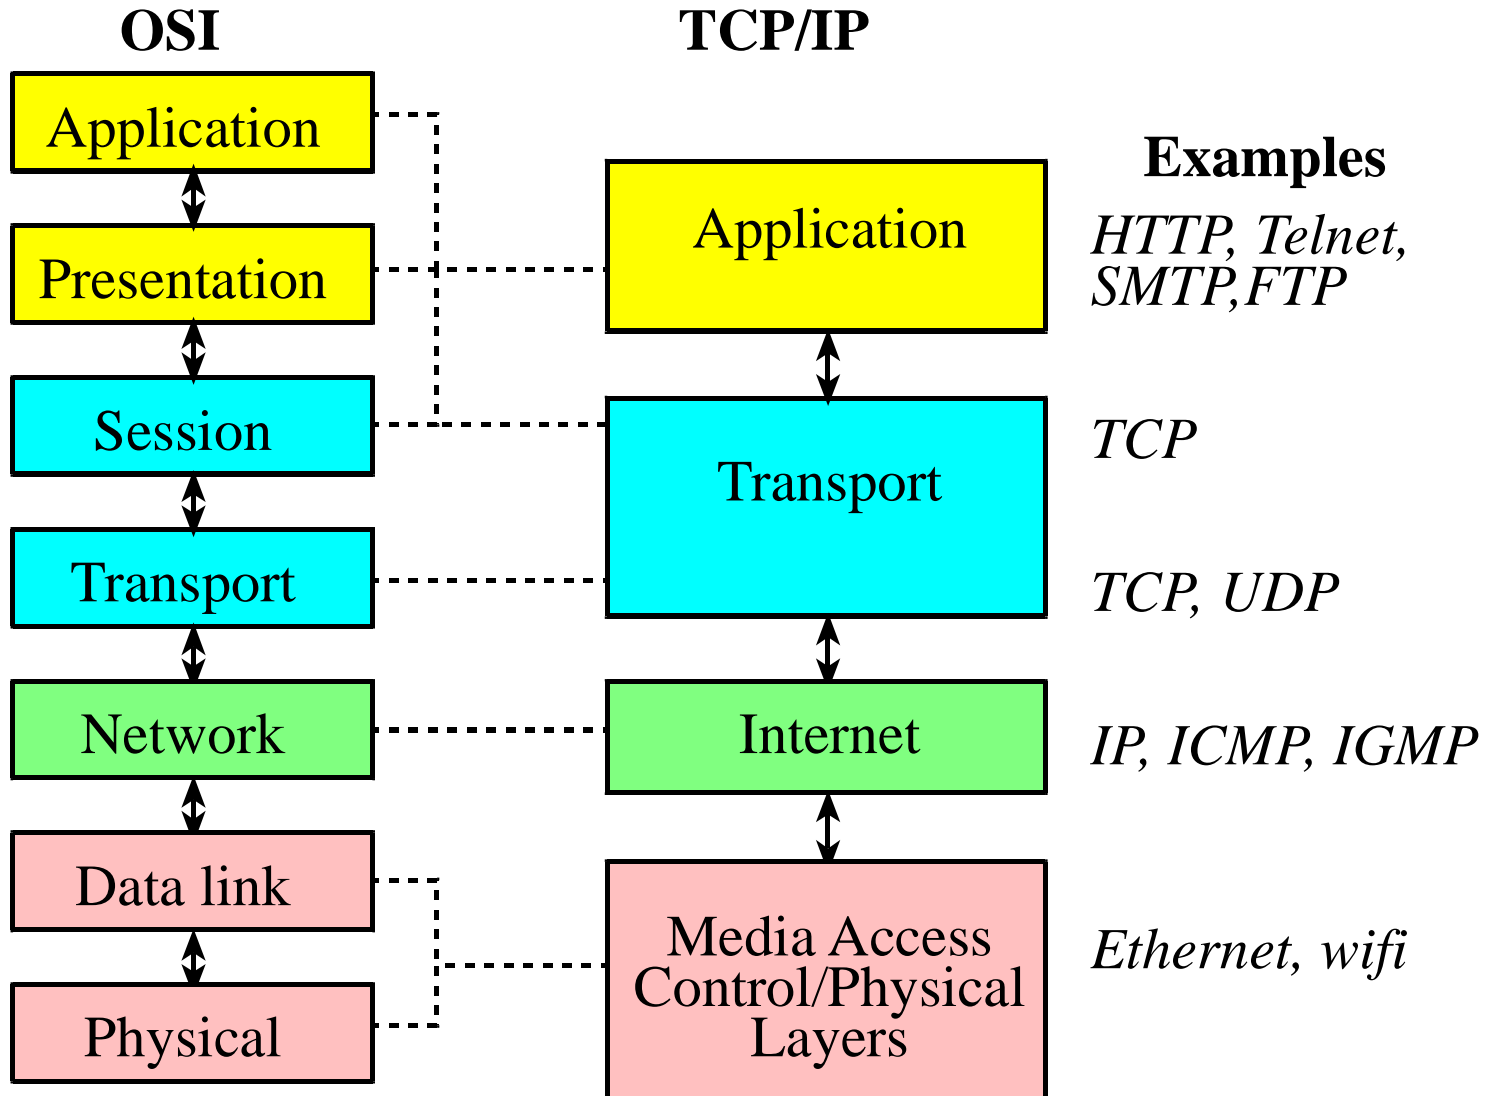 OSI
TCP/IP
Application
Presentation
Session
Transport
Network
Data link
Physical
Application
Transport
Internet
Media Access
Control/Physical
Layers
Examples
HTTP, Telnet,
SMTP,FTP
TCP
TCP, UDP
IP, ICMP, IGMP
Ethernet, wifi